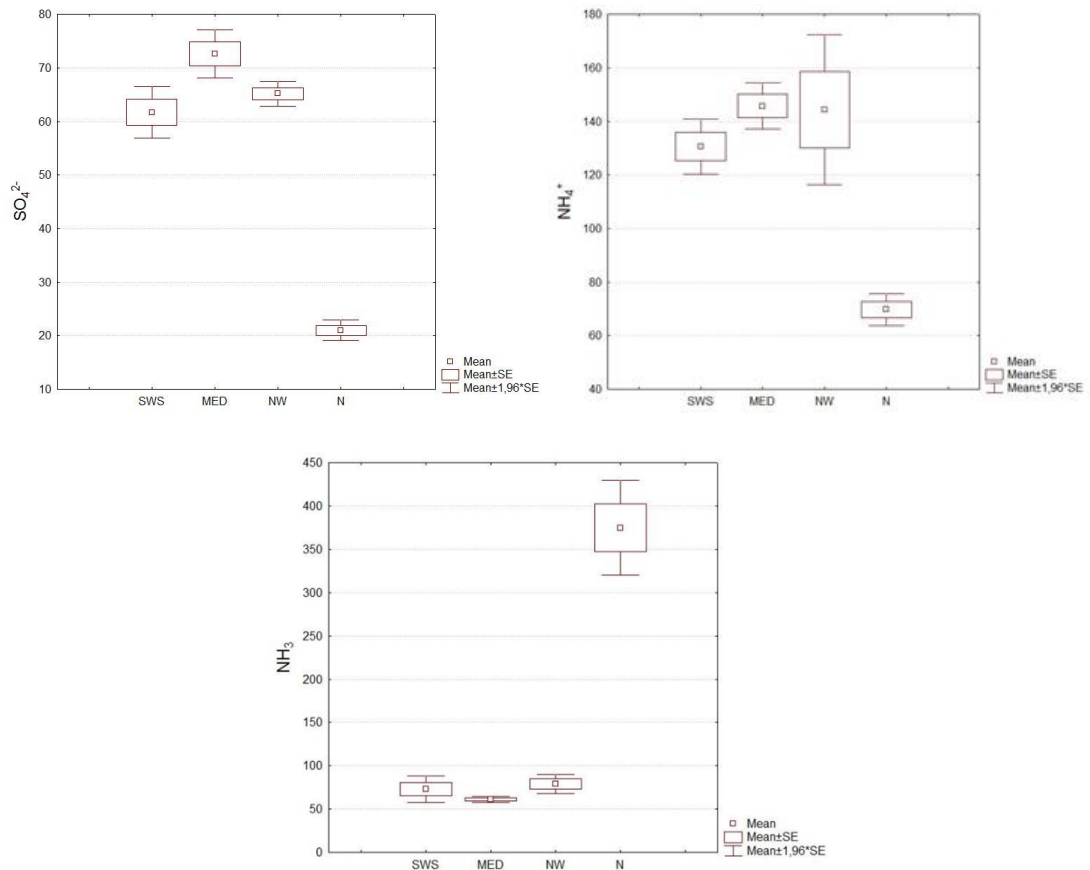 80
70
60
50
40
30
20
10
SO₄²⁻
SWS MED NW N
Mean
Mean±SE
Mean±1,96*SE
180
160
140
120
100
80
60
40
NH₄⁺
SWS MED NW N
Mean
Mean±SE
Mean±1,96*SE
450
400
350
300
250
200
150
100
50
0
NH₃
SWS MED NW N
Mean
Mean±SE
Mean±1,96*SE